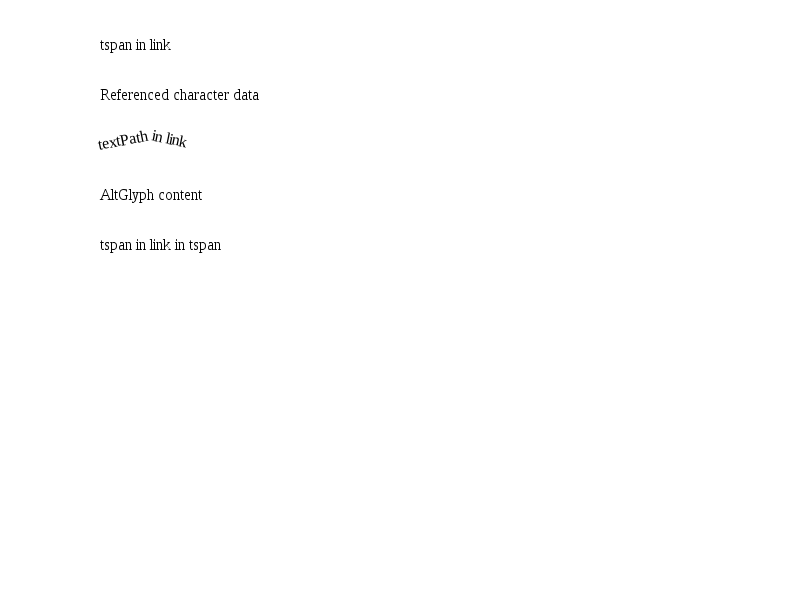 tspan in link
Referenced character data
textPath in link
AltGlyph content
tspan in link in tspan